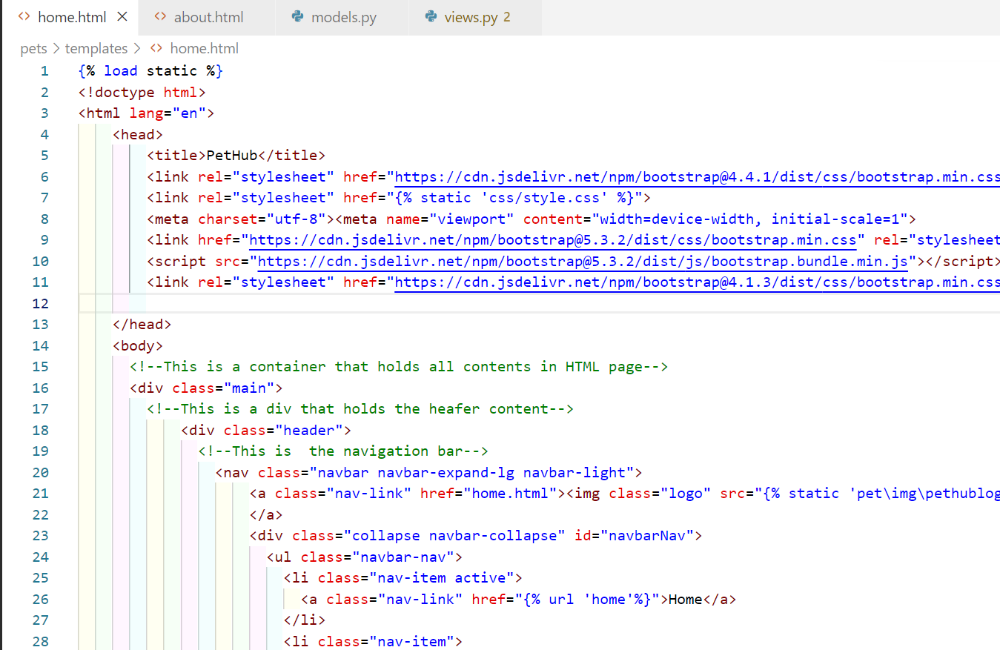 home.html × about.html models.py views.py 2
pets > templates > home.html
1 {% load static %}
2 <!doctype html>
3 <html lang="en">
4 <head>
5 <title>PetHub</title>
6 <link rel="stylesheet" href="https://cdn.jsdelivr.net/npm/bootstrap@4.4.1/dist/css/bootstrap.min.css
7 <link rel="stylesheet" href="{% static 'css/style.css' %}">
8 <meta charset="utf-8"><meta name="viewport" content="width=device-width, initial-scale=1">
9 <link href="https://cdn.jsdelivr.net/npm/bootstrap@5.3.2/dist/css/bootstrap.min.css" rel="stylesheet
10 <script src="https://cdn.jsdelivr.net/npm/bootstrap@5.3.2/dist/js/bootstrap.bundle.min.js"></script>
11 <link rel="stylesheet" href="https://cdn.jsdelivr.net/npm/bootstrap@4.1.3/dist/css/bootstrap.min.css
12
13 </head>
14 <body>
15 <!--This is a container that holds all contents in HTML page-->
16 <div class="main">
17 <!--This is a div that holds the heafer content-->
18 <div class="header">
19 <!--This is  the navigation bar-->
20 <nav class="navbar navbar-expand-lg navbar-light">
21 <a class="nav-link" href="home.html"><img class="logo" src="{% static 'pet\img\pethublog
22 </a>
23 <div class="collapse navbar-collapse" id="navbarNav">
24 <ul class="navbar-nav">
25 <li class="nav-item active">
26 <a class="nav-link" href="{% url 'home'%}">Home</a>
27 </li>
28 <li class="nav-item">